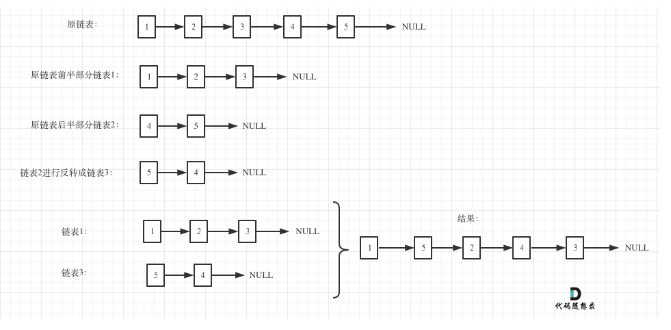 原链表: 1 2 3 4 5 NULL
原链表前半部分链表1: 1 2 3 NULL
原链表后半部分链表2: 4 5 NULL
链表2进行反转成链表3: 5 4 NULL
链表1: 1 2 3 NULL
链表3: 5 4 NULL
结果:
1 5 2 4 3 NULL
代码随想录